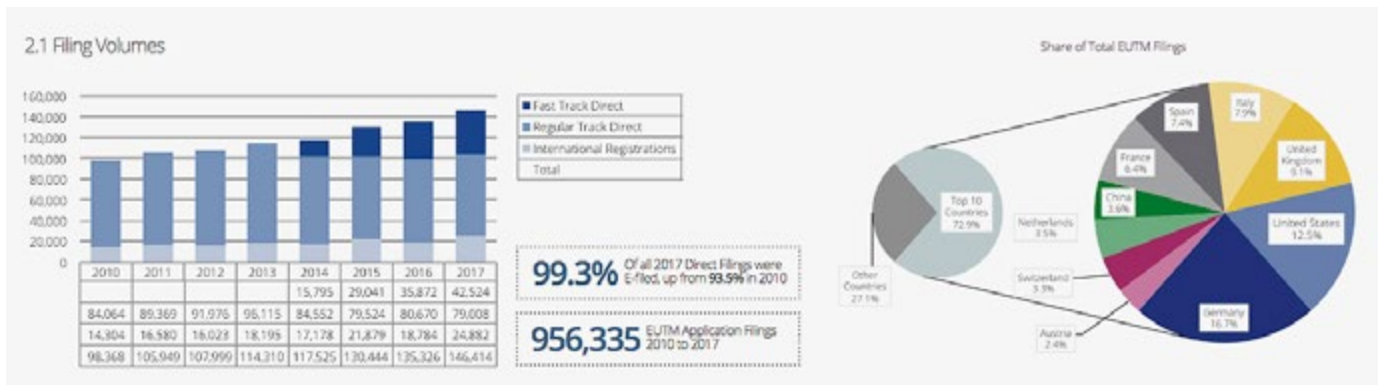 2.1 Filing Volumes
160,000
140,000
120,000
100,000
80,000
60,000
40,000
20,000
0
2010 2011 2012 2013 2014 2015 2016 2017
15,795 29,041 35,872 42,524
84,064 89,369 91,976 96,115 84,552 79,524 80,670 79,008
14,304 16,580 16,023 18,195 17,178 21,879 18,784 24,882
98,368 105,949 107,999 114,310 117,525 130,444 135,326 146,414
Fast Track Direct
Regular Track Direct
International Registrations
Total
99.3% Of all 2017 Direct Filings were
E-filed, up from 93.5% in 2010
956,335 EUTM Application Filings
2010 to 2017
Share of Total EUTM Filings
Top 10
Countries
72.9%
Other
Countries
27.1%
Italy
7.9%
United
Kingdom
9.1%
United States
12.5%
Germany
16.7%
Austria
2.4%
Switzerland
3.3%
Netherlands
3.5%
China
3.6%
France
6.4%
Spain
7.4%